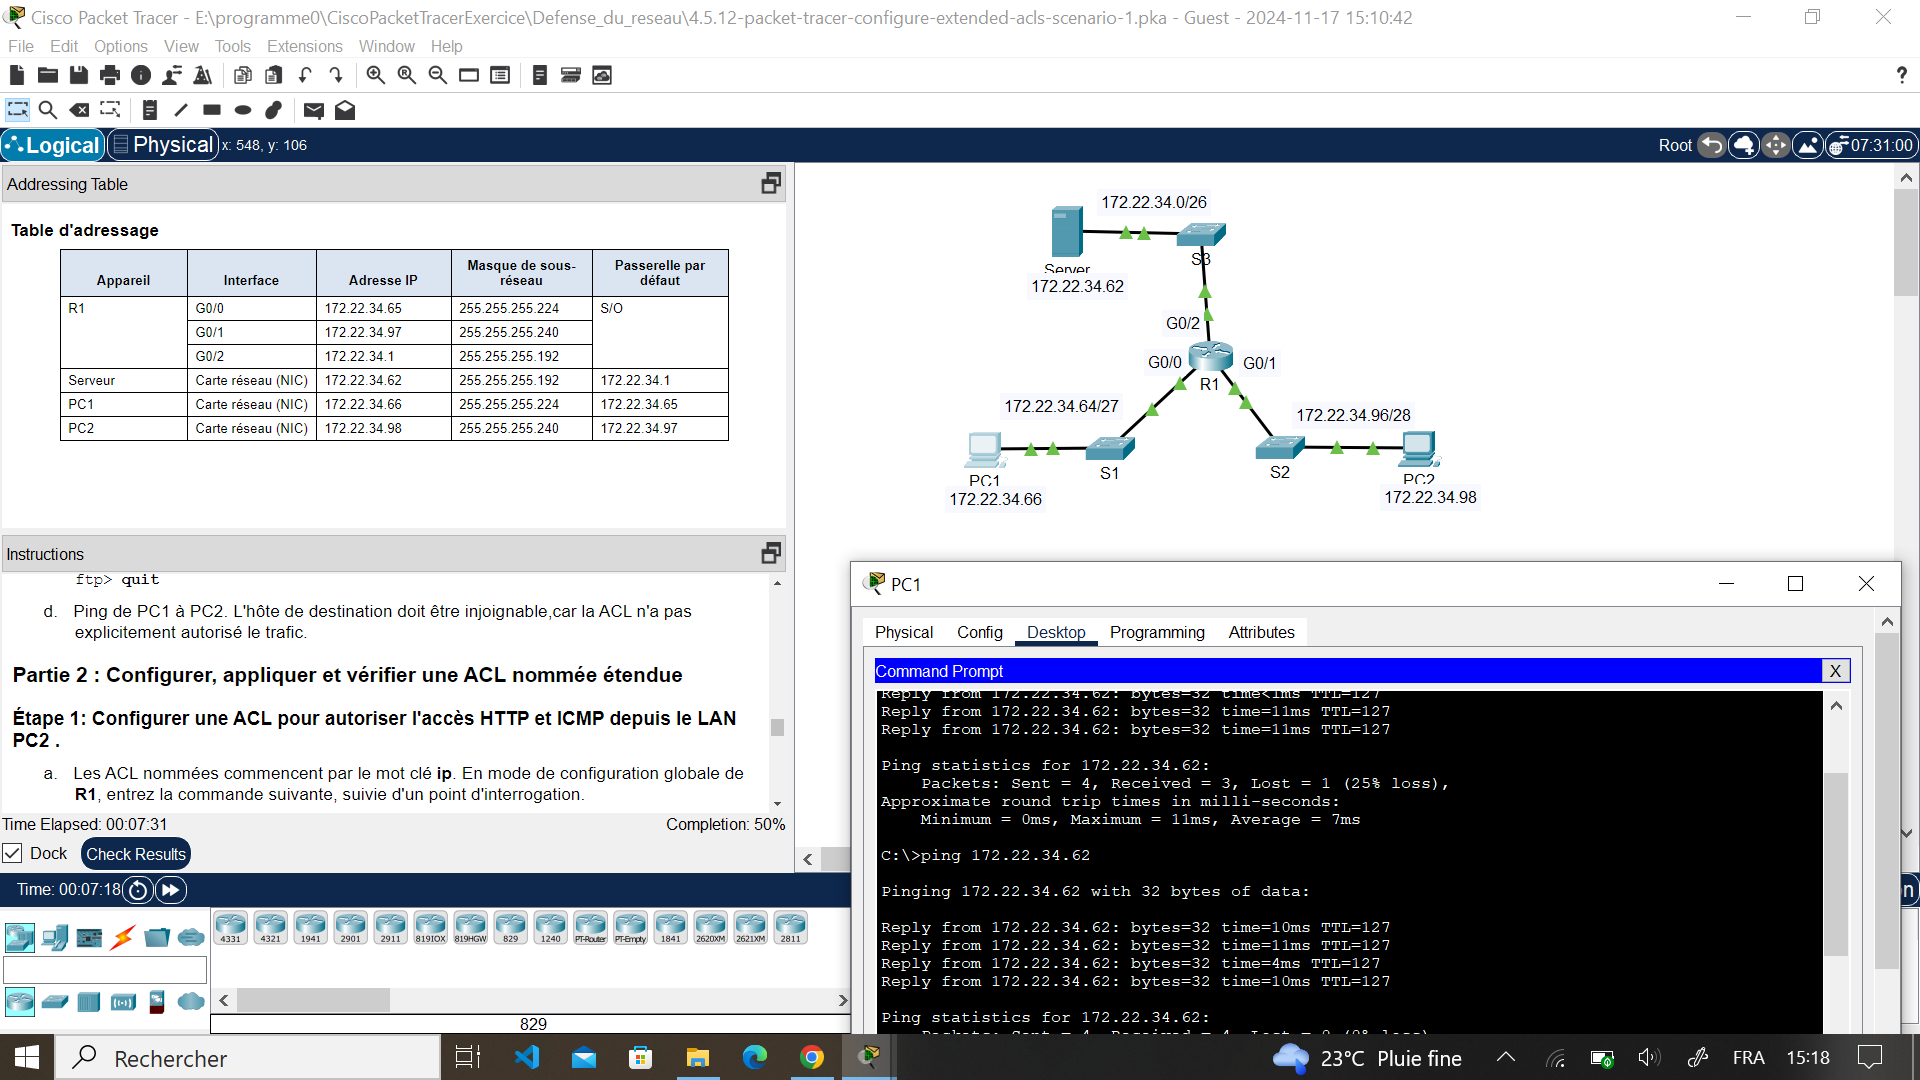 Cisco Packet Tracer - E:\programme0\CiscoPacketTracerExercice\Defense_du_reseau\4.5.12-packet-tracer-configure-extended-acls-scenario-1.pka - Guest - 2024-11-17 15:10:42
File Edit Options View Tools Extensions Window Help
?
Logical Physical x: 548, y: 106
Root 07:31:00
Addressing Table
Table d'adressage
Appareil Interface Adresse IP Masque de sous-réseau Passerelle par défaut
R1 G0/0 172.22.34.65 255.255.255.224 S/O
G0/1 172.22.34.97 255.255.255.240
G0/2 172.22.34.1 255.255.255.192
Serveur Carte réseau (NIC) 172.22.34.62 255.255.255.192 172.22.34.1
PC1 Carte réseau (NIC) 172.22.34.66 255.255.255.224 172.22.34.65
PC2 Carte réseau (NIC) 172.22.34.98 255.255.255.240 172.22.34.97
172.22.34.0/26
S3
Server
172.22.34.62
G0/2
G0/0
G0/1
R1
172.22.34.64/27
172.22.34.96/28
PC1
S1
S2
PC2
172.22.34.66
172.22.34.98
Instructions
ftp> quit
d. Ping de PC1 à PC2. L'hôte de destination doit être injoignable,car la ACL n'a pas
explicitement autorisé le trafic.
Partie 2 : Configurer, appliquer et vérifier une ACL nommée étendue
Étape 1: Configurer une ACL pour autoriser l'accès HTTP et ICMP depuis le LAN
PC2 .
a. Les ACL nommées commencent par le mot clé ip. En mode de configuration globale de
R1, entrez la commande suivante, suivie d'un point d'interrogation.
Time Elapsed: 00:07:31 Completion: 50%
Dock Check Results
Time: 00:07:18
4331 4321 1941 2901 2911 819IOX 819HGW 829 1240 PT-Router PT-Empty 1841 2620XM 2621XM 2811
829
PC1
Physical Config Desktop Programming Attributes
Command Prompt X
Reply from 172.22.34.62: bytes=32 time<1ms TTL=127
Reply from 172.22.34.62: bytes=32 time=11ms TTL=127
Reply from 172.22.34.62: bytes=32 time=11ms TTL=127
Ping statistics for 172.22.34.62:
Packets: Sent = 4, Received = 3, Lost = 1 (25% loss),
Approximate round trip times in milli-seconds:
Minimum = 0ms, Maximum = 11ms, Average = 7ms
C:\>ping 172.22.34.62
Pinging 172.22.34.62 with 32 bytes of data:
Reply from 172.22.34.62: bytes=32 time=10ms TTL=127
Reply from 172.22.34.62: bytes=32 time=11ms TTL=127
Reply from 172.22.34.62: bytes=32 time=4ms TTL=127
Reply from 172.22.34.62: bytes=32 time=10ms TTL=127
Ping statistics for 172.22.34.62:
Packets: Sent = 4, Received = 4, Lost = 0 (0% loss)
Rechercher
23°C Pluie fine
FRA
15:18